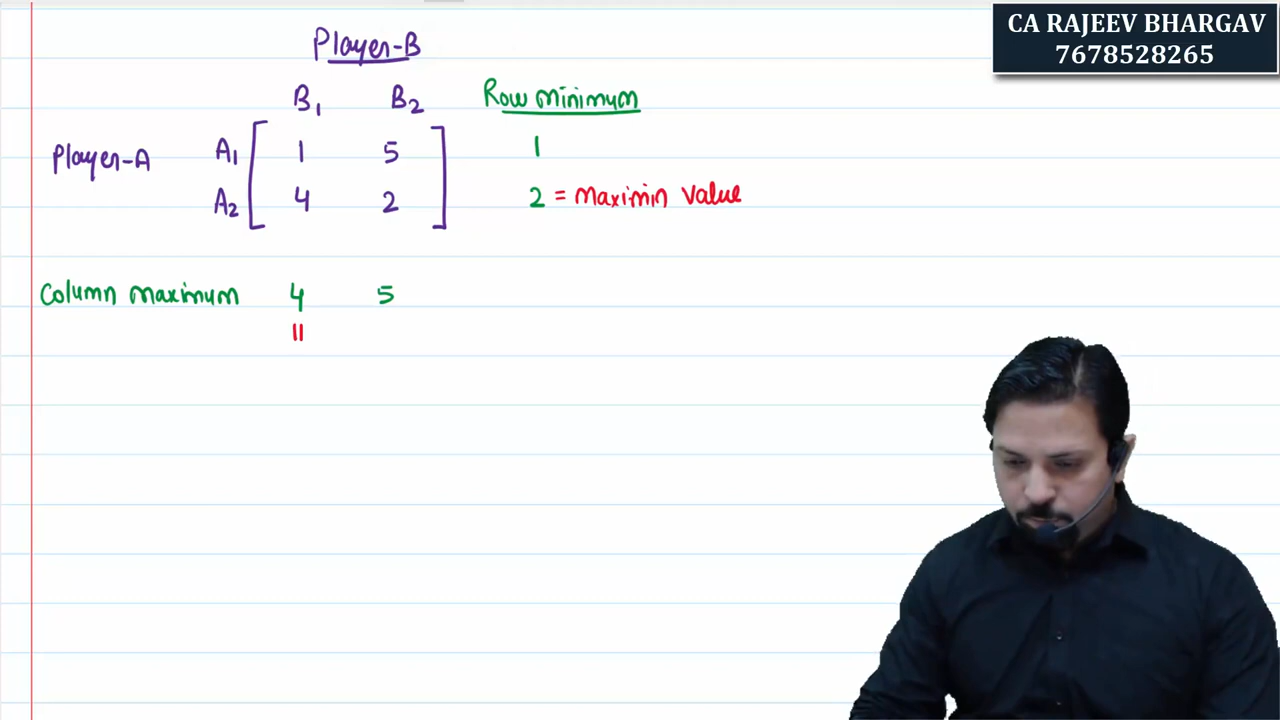 CA RAJEEV BHARGAV
7678528265
Player-B
B1 B2 Row minimum
Player-A A1 1 5 1
A2 4 2 2 = Maximin value
Column maximum 4 5
||